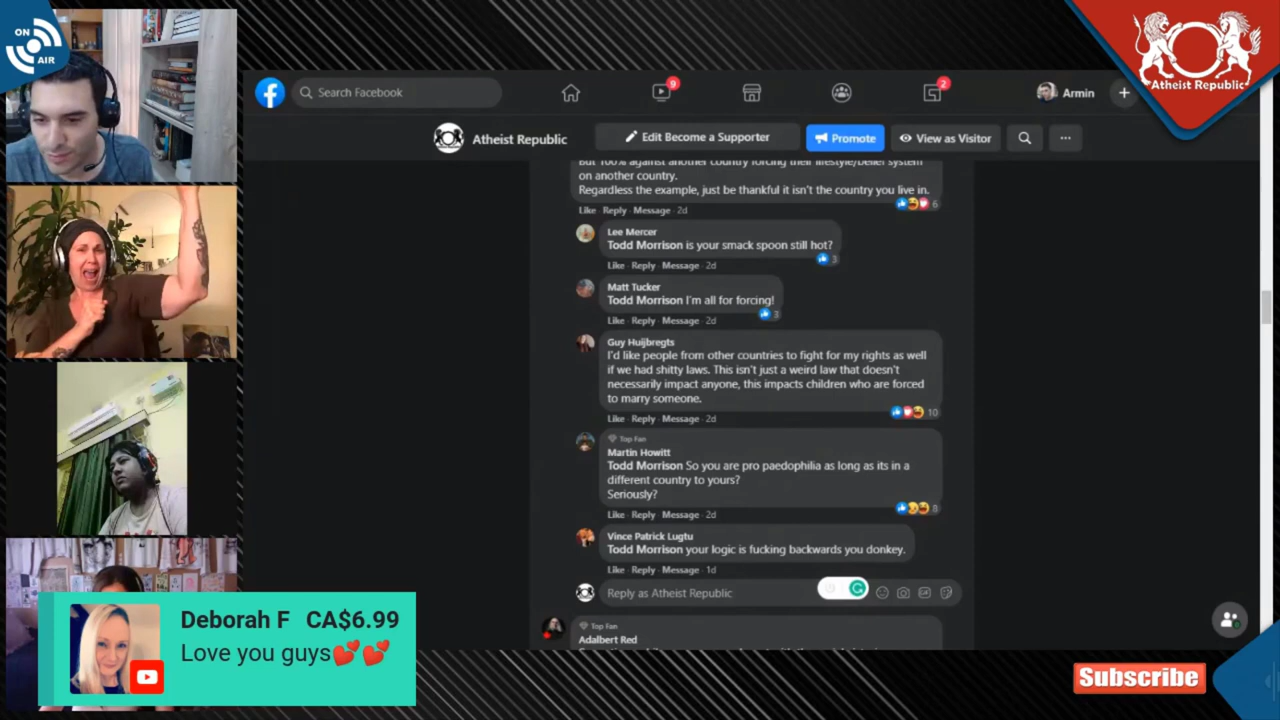 ON
AIR
Search Facebook
9
2
Armin
Atheist Republic
Atheist Republic
Edit Become a Supporter
Promote
View as Visitor
But 100% against another country forcing their lifestyle/belief system
on another country.
Regardless the example, just be thankful it isn't the country you live in.
6
Like Reply Message 2d
Lee Mercer
Todd Morrison is your smack spoon still hot?
3
Like Reply Message 2d
Matt Tucker
Todd Morrison I'm all for forcing!
3
Like Reply Message 2d
Guy Huijbregts
I'd like people from other countries to fight for my rights as well
if we had shitty laws. This isn't just a weird law that doesn't
necessarily impact anyone, this impacts children who are forced
to marry someone.
10
Like Reply Message 2d
Top Fan
Martin Howitt
Todd Morrison So you are pro paedophilia as long as its in a
different country to yours?
Seriously?
8
Like Reply Message 2d
Vince Patrick Lugtu
Todd Morrison your logic is fucking backwards you donkey.
Like Reply Message 1d
Reply as Atheist Republic
Top Fan
Adalbert Red
Deborah F CA$6.99
Love you guys💕💕
Subscribe